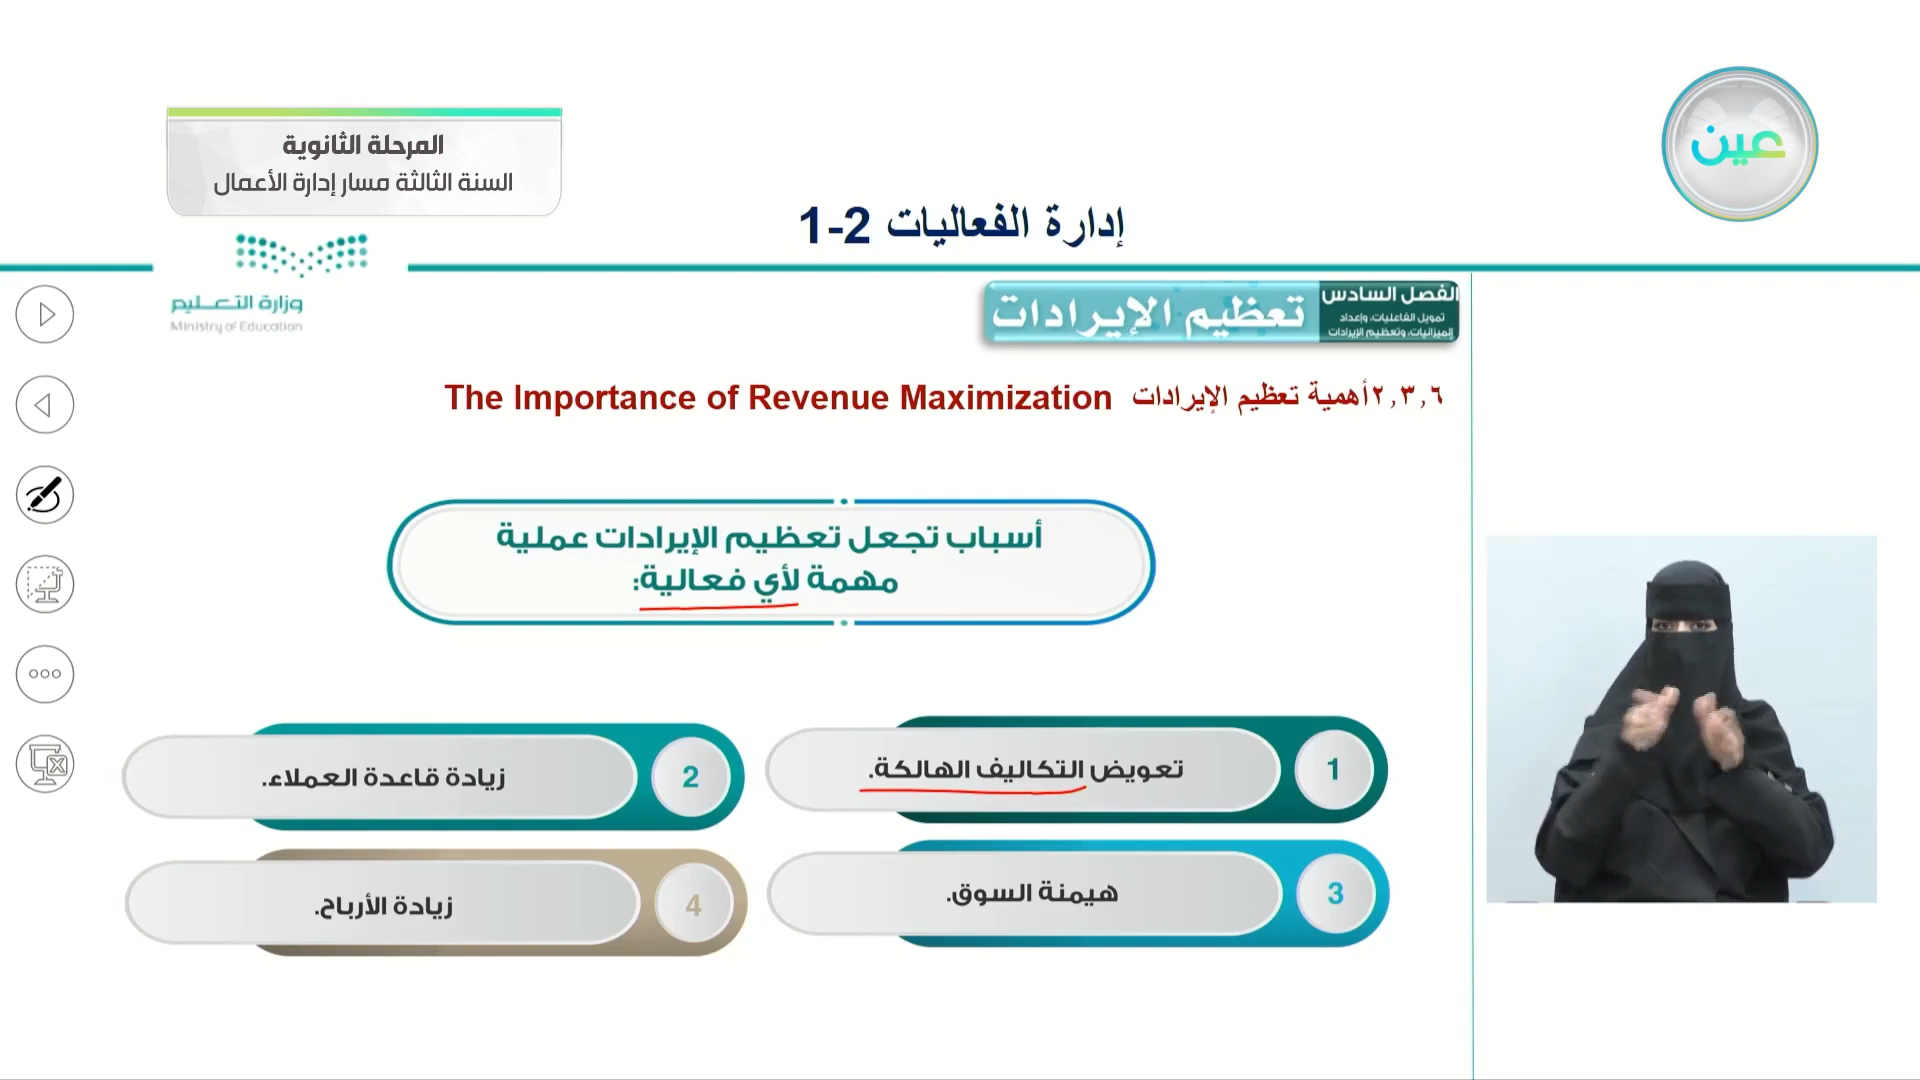 المرحلة الثانوية
السنة الثالثة مسار إدارة الأعمال
عين
إدارة الفعاليات 2-1
وزارة التعليم
Ministry of Education
الفصل السادس
تمويل الفاعليات، وإعداد
الميزانيات، وتعظيم الإيرادات
تعظيم الإيرادات
٢,٣,٦أهمية تعظيم الإيرادات The Importance of Revenue Maximization
أسباب تجعل تعظيم الإيرادات عملية
مهمة لأي فعالية:
1 تعويض التكاليف الهالكة.
2 زيادة قاعدة العملاء.
3 هيمنة السوق.
4 زيادة الأرباح.